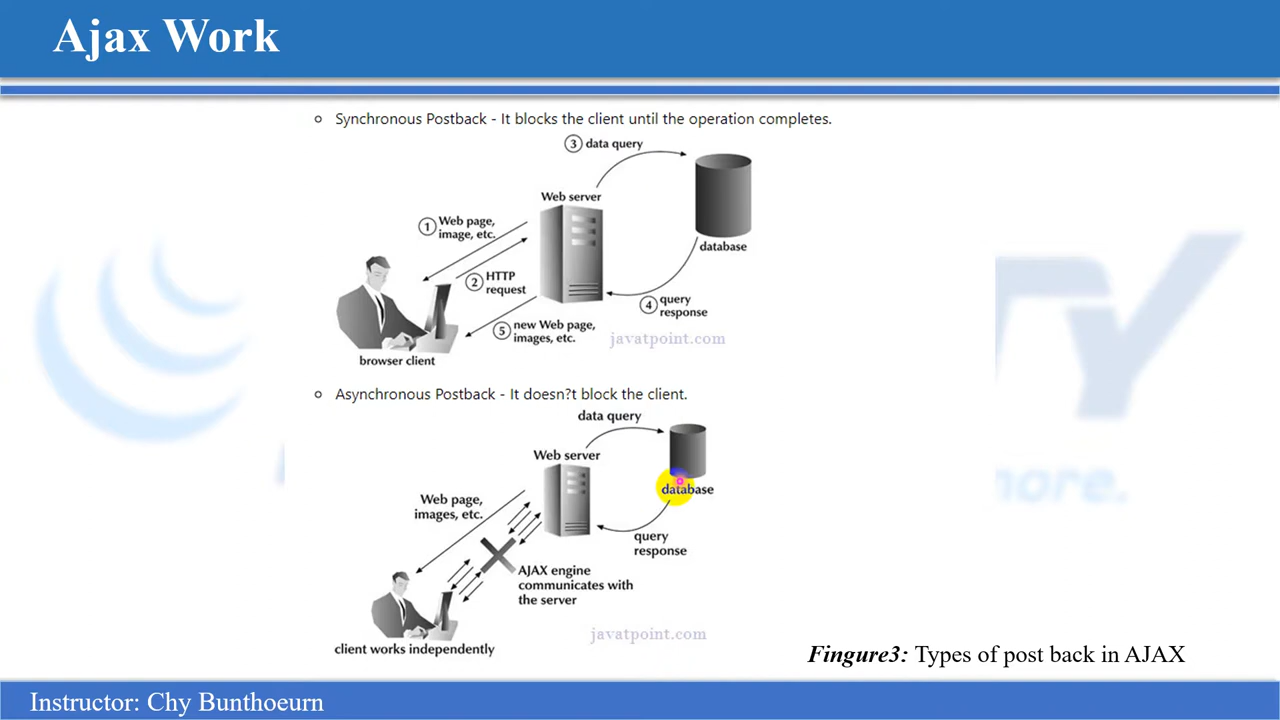 Ajax Work
Synchronous Postback - It blocks the client until the operation completes.
3 data query
Web server
1 Web page,
image, etc.
database
2 HTTP
request
4 query
response
5 new Web page,
images, etc.
javatpoint.com
browser client
Asynchronous Postback - It doesn?t block the client.
data query
Web server
database
Web page,
images, etc.
query
response
AJAX engine
communicates with
the server
javatpoint.com
client works independently
Fingure3: Types of post back in AJAX
TY
more.
Instructor: Chy Bunthoeurn